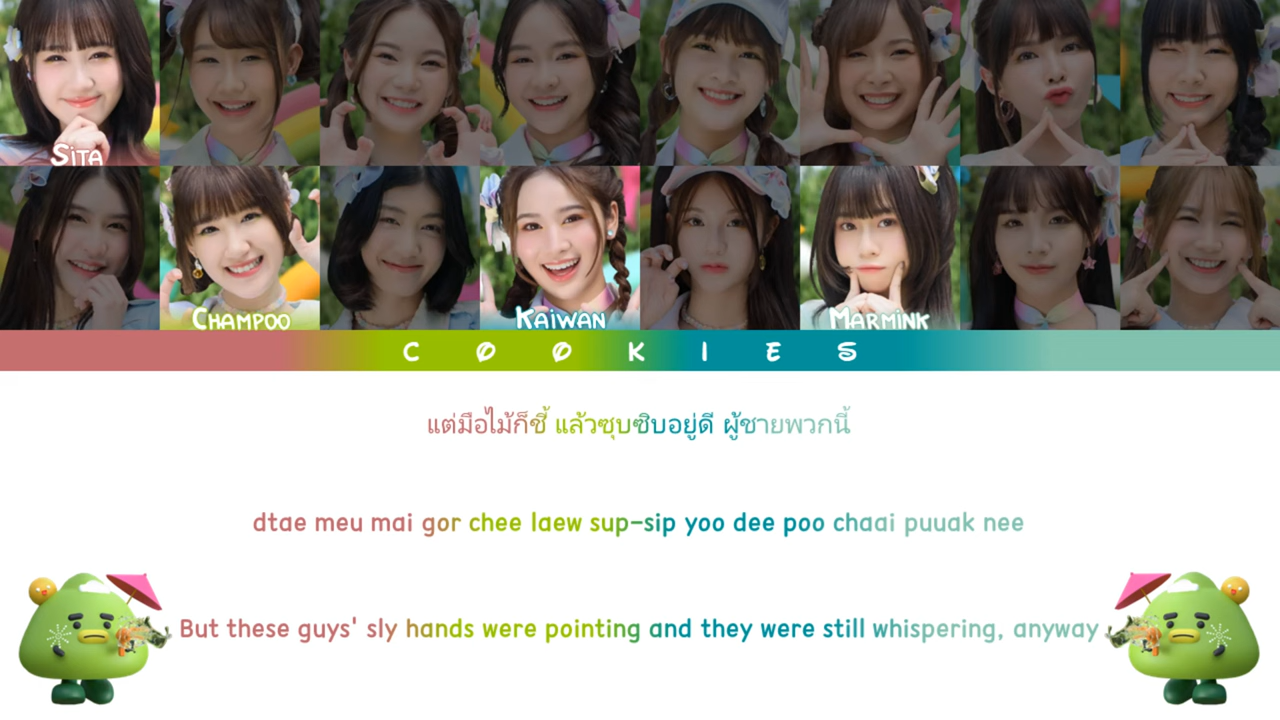 Sita
Champoo
Kaiwan
Marmink
COOKIES
แต่มือไม้ก็ชี้ แล้วซุบซิบอยู่ดี ผู้ชายพวกนี้
dtae meu mai gor chee laew sup-sip yoo dee poo chaai puuak nee
But these guys' sly hands were pointing and they were still whispering, anyway